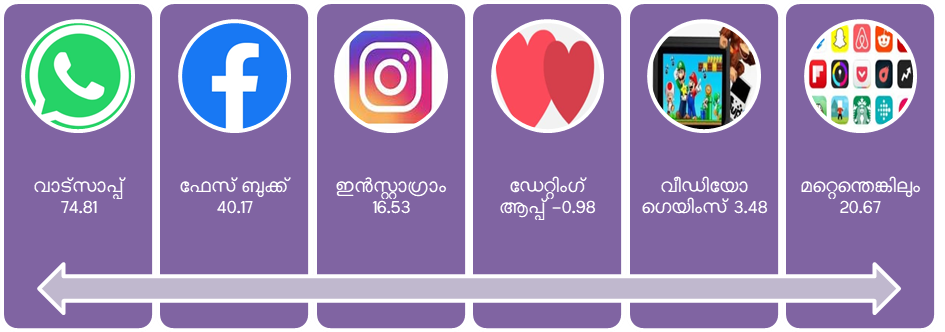 വാട്സാപ്പ്
74.81
ഫേസ് ബുക്ക്
40.17
ഇൻസ്റ്റാഗ്രാം
16.53
ഡേറ്റിംഗ്
ആപ്പ് –0.98
വീഡിയോ
ഗെയിംസ് 3.48
മറ്റെന്തെങ്കിലും
20.67